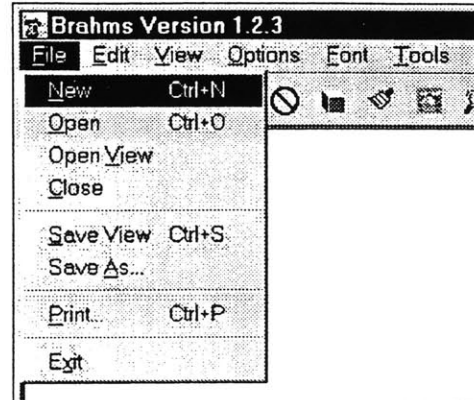 Brahms Version 1.2.3
File Edit View Options Font Tools
New Ctrl+N
Open Ctrl+O
Open View
Close
Save View Ctrl+S
Save As...
Print... Ctrl+P
Exit